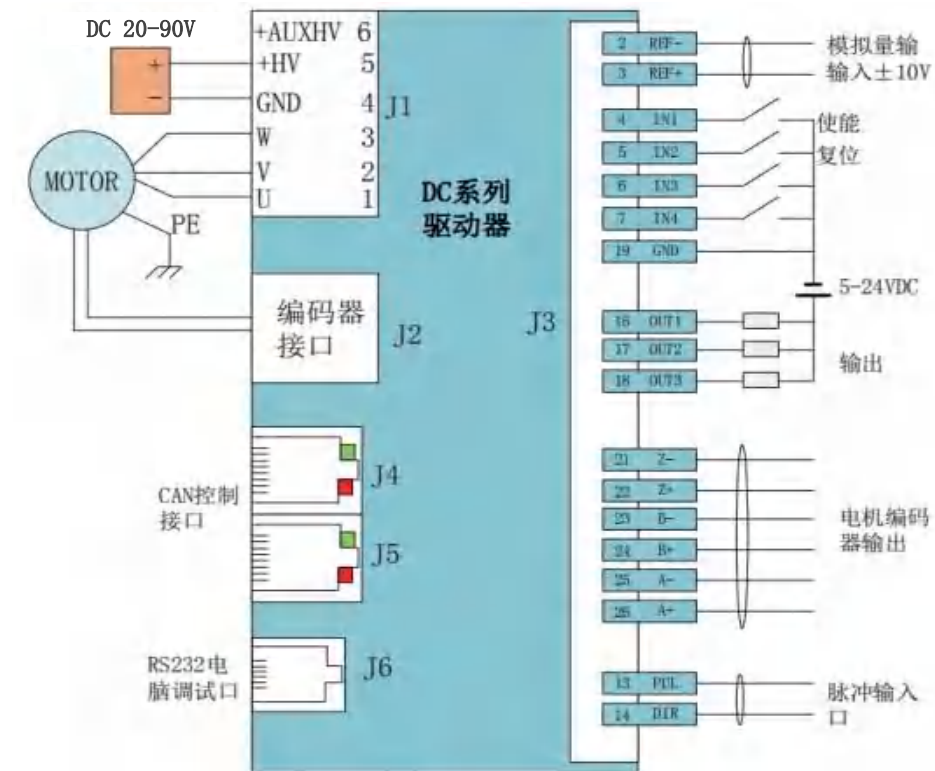 DC 20-90V
+
-
+AUXHV 6
+HV 5
GND 4
W 3
V 2
U 1
J1
MOTOR
PE
DC系列
驱动器
编码器
接口
J2
J3
CAN控制
接口
J4
J5
RS232电
脑调试口
J6
2 REF-
3 REF+
模拟量输
输入±10V
4 IN1
使能
5 IN2
复位
6 IN3
7 IN4
19 GND
5-24VDC
16 OUT1
17 OUT2
18 OUT3
输出
21 Z-
22 Z+
23 B-
24 B+
25 A-
26 A+
电机编码
器输出
13 PUL
14 DIR
脉冲输入
口